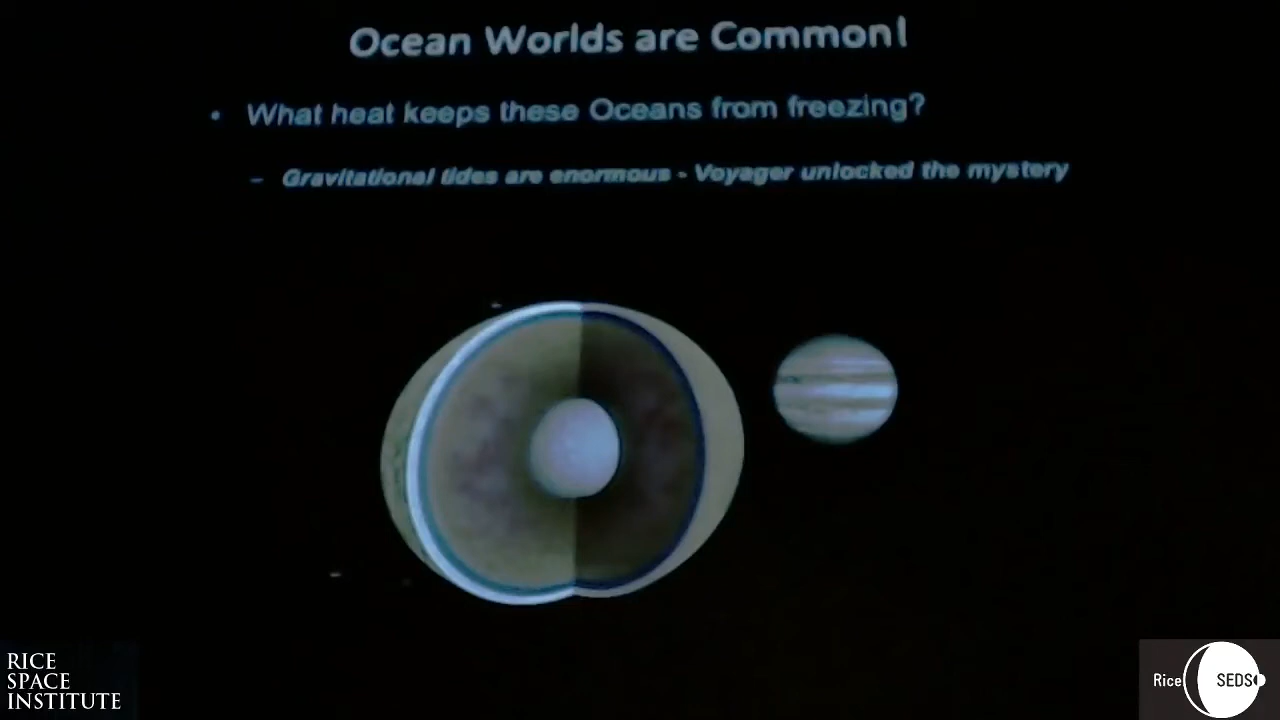 Ocean Worlds are Common!
• What heat keeps these Oceans from freezing?
– Gravitational tides are enormous - Voyager unlocked the mystery
RICE
SPACE
INSTITUTE
Rice SEDS